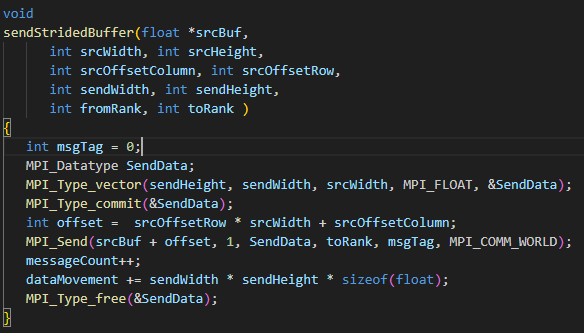 void
sendStridedBuffer(float *srcBuf,
int srcWidth, int srcHeight,
int srcOffsetColumn, int srcOffsetRow,
int sendWidth, int sendHeight,
int fromRank, int toRank )
{
int msgTag = 0;
MPI_Datatype SendData;
MPI_Type_vector(sendHeight, sendWidth, srcWidth, MPI_FLOAT, &SendData);
MPI_Type_commit(&SendData);
int offset =  srcOffsetRow * srcWidth + srcOffsetColumn;
MPI_Send(srcBuf + offset, 1, SendData, toRank, msgTag, MPI_COMM_WORLD);
messageCount++;
dataMovement += sendWidth * sendHeight * sizeof(float);
MPI_Type_free(&SendData);
}